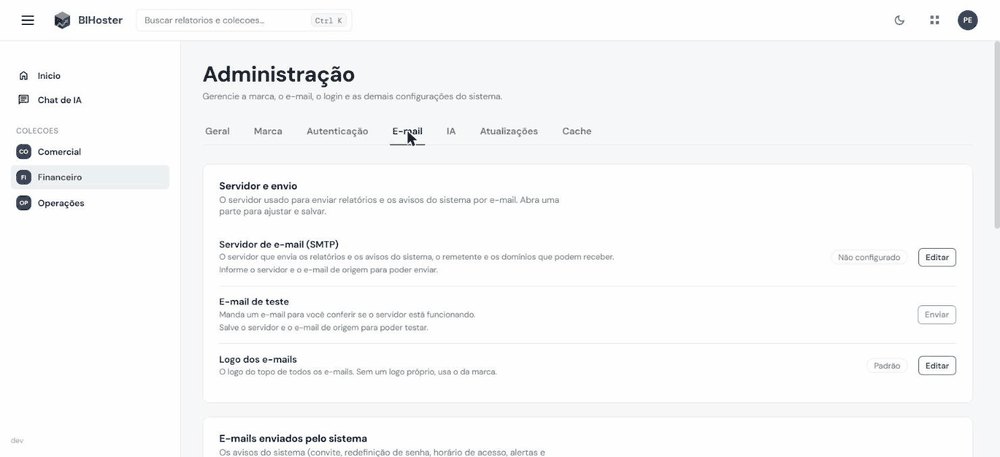 BIHoster
Buscar relatorios e colecoes...
Ctrl K
PE
Inicio
Chat de IA
COLECOES
CO Comercial
FI Financeiro
OP Operações
dev
Administração
Gerencie a marca, o e-mail, o login e as demais configurações do sistema.
Geral Marca Autenticação E-mail IA Atualizações Cache
Servidor e envio
O servidor usado para enviar relatórios e os avisos do sistema por e-mail. Abra uma
parte para ajustar e salvar.
Servidor de e-mail (SMTP)
O servidor que envia os relatórios e os avisos do sistema, o remetente e os domínios que podem receber.
Informe o servidor e o e-mail de origem para poder enviar.
Não configurado
Editar
E-mail de teste
Manda um e-mail para você conferir se o servidor está funcionando.
Salve o servidor e o e-mail de origem para poder testar.
Enviar
Logo dos e-mails
O logo do topo de todos os e-mails. Sem um logo próprio, usa o da marca.
Padrão
Editar
E-mails enviados pelo sistema
Os avisos do sistema (convite, redefinição de senha, horário de acesso, alertas e